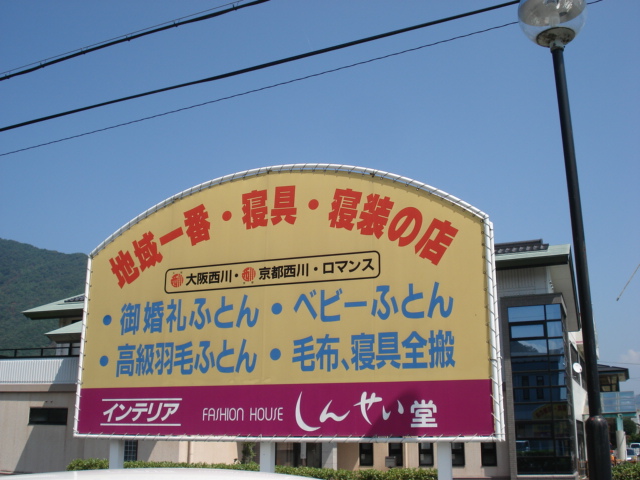 地域一番・寝具・寝装の店
大阪西川・京都西川・ロマンス
・御婚礼ふとん・ベビーふとん
・高級羽毛ふとん・毛布、寝具全搬
インテリア FASHION HOUSE しんせい堂